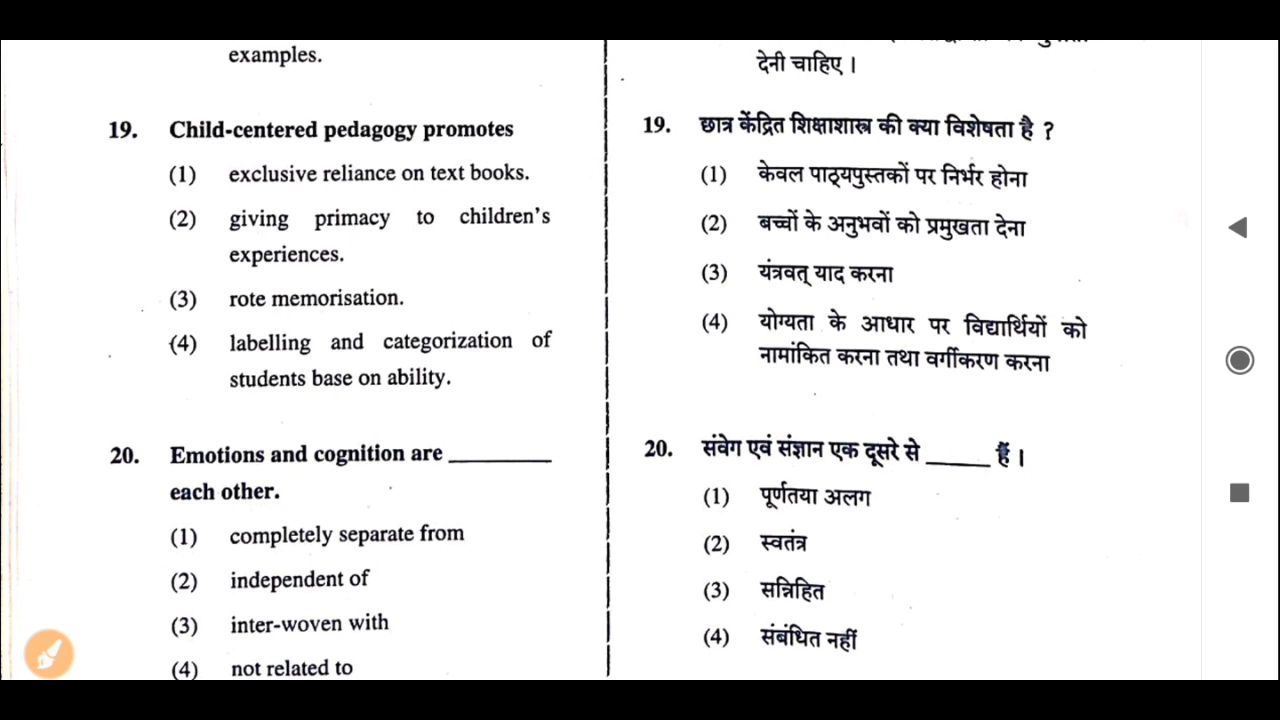 examples.
19. Child-centered pedagogy promotes
(1) exclusive reliance on text books.
(2) giving primacy to children's
experiences.
(3) rote memorisation.
(4) labelling and categorization of
students base on ability.
20. Emotions and cognition are ________
each other.
(1) completely separate from
(2) independent of
(3) inter-woven with
(4) not related to
देनी चाहिए ।
19. छात्र केंद्रित शिक्षाशास्त्र की क्या विशेषता है ?
(1) केवल पाठ्यपुस्तकों पर निर्भर होना
(2) बच्चों के अनुभवों को प्रमुखता देना
(3) यंत्रवत् याद करना
(4) योग्यता के आधार पर विद्यार्थियों को
नामांकित करना तथा वर्गीकरण करना
20. संवेग एवं संज्ञान एक दूसरे से _____ हैं ।
(1) पूर्णतया अलग
(2) स्वतंत्र
(3) सन्निहित
(4) संबंधित नहीं